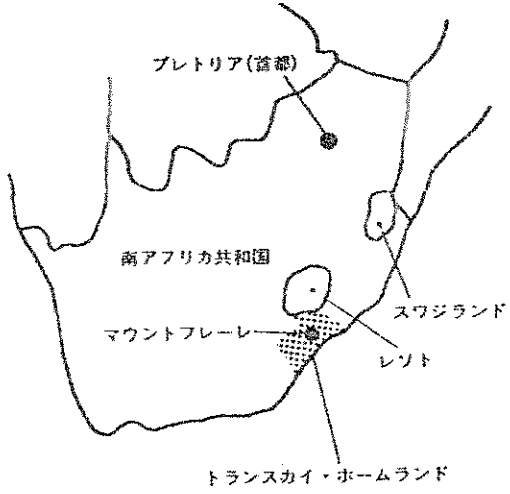 プレトリア(首都)
南アフリカ共和国
スワジランド
マウントフレーレ
レソト
トランスカイ・ホームランド